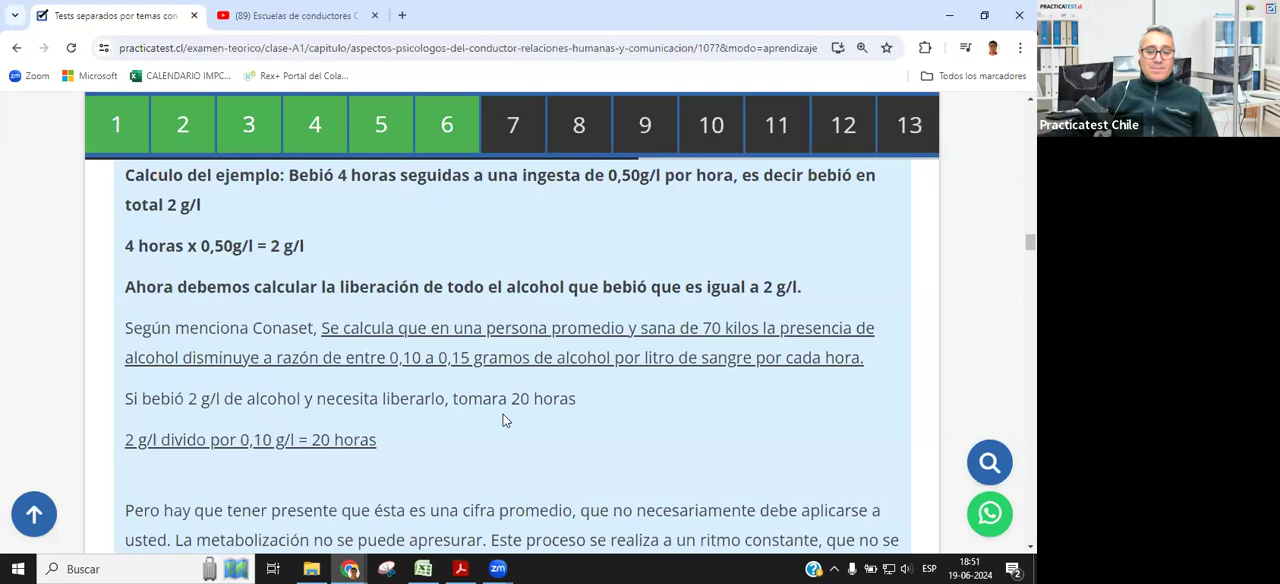 Tests separados por temas con
(89) Escuelas de conductores C
practicatest.cl/examen-teorico/clase-A1/capitulo/aspectos-psicologos-del-conductor-relaciones-humanas-y-comunicacion/107?&modo=aprendizaje
Zoom
Microsoft
CALENDARIO IMPC...
Rex+ Portal del Cola...
Todos los marcadores
PRACTICATEST.cl
Practicatest Chile
1 2 3 4 5 6 7 8 9 10 11 12 13
Calculo del ejemplo: Bebió 4 horas seguidas a una ingesta de 0,50g/l por hora, es decir bebió en
total 2 g/l
4 horas x 0,50g/l = 2 g/l
Ahora debemos calcular la liberación de todo el alcohol que bebió que es igual a 2 g/l.
Según menciona Conaset, Se calcula que en una persona promedio y sana de 70 kilos la presencia de
alcohol disminuye a razón de entre 0,10 a 0,15 gramos de alcohol por litro de sangre por cada hora.
Si bebió 2 g/l de alcohol y necesita liberarlo, tomara 20 horas
2 g/l divido por 0,10 g/l = 20 horas
Pero hay que tener presente que ésta es una cifra promedio, que no necesariamente debe aplicarse a
usted. La metabolización no se puede apresurar. Este proceso se realiza a un ritmo constante, que no se
Buscar
ESP
18:51
19-06-2024
2